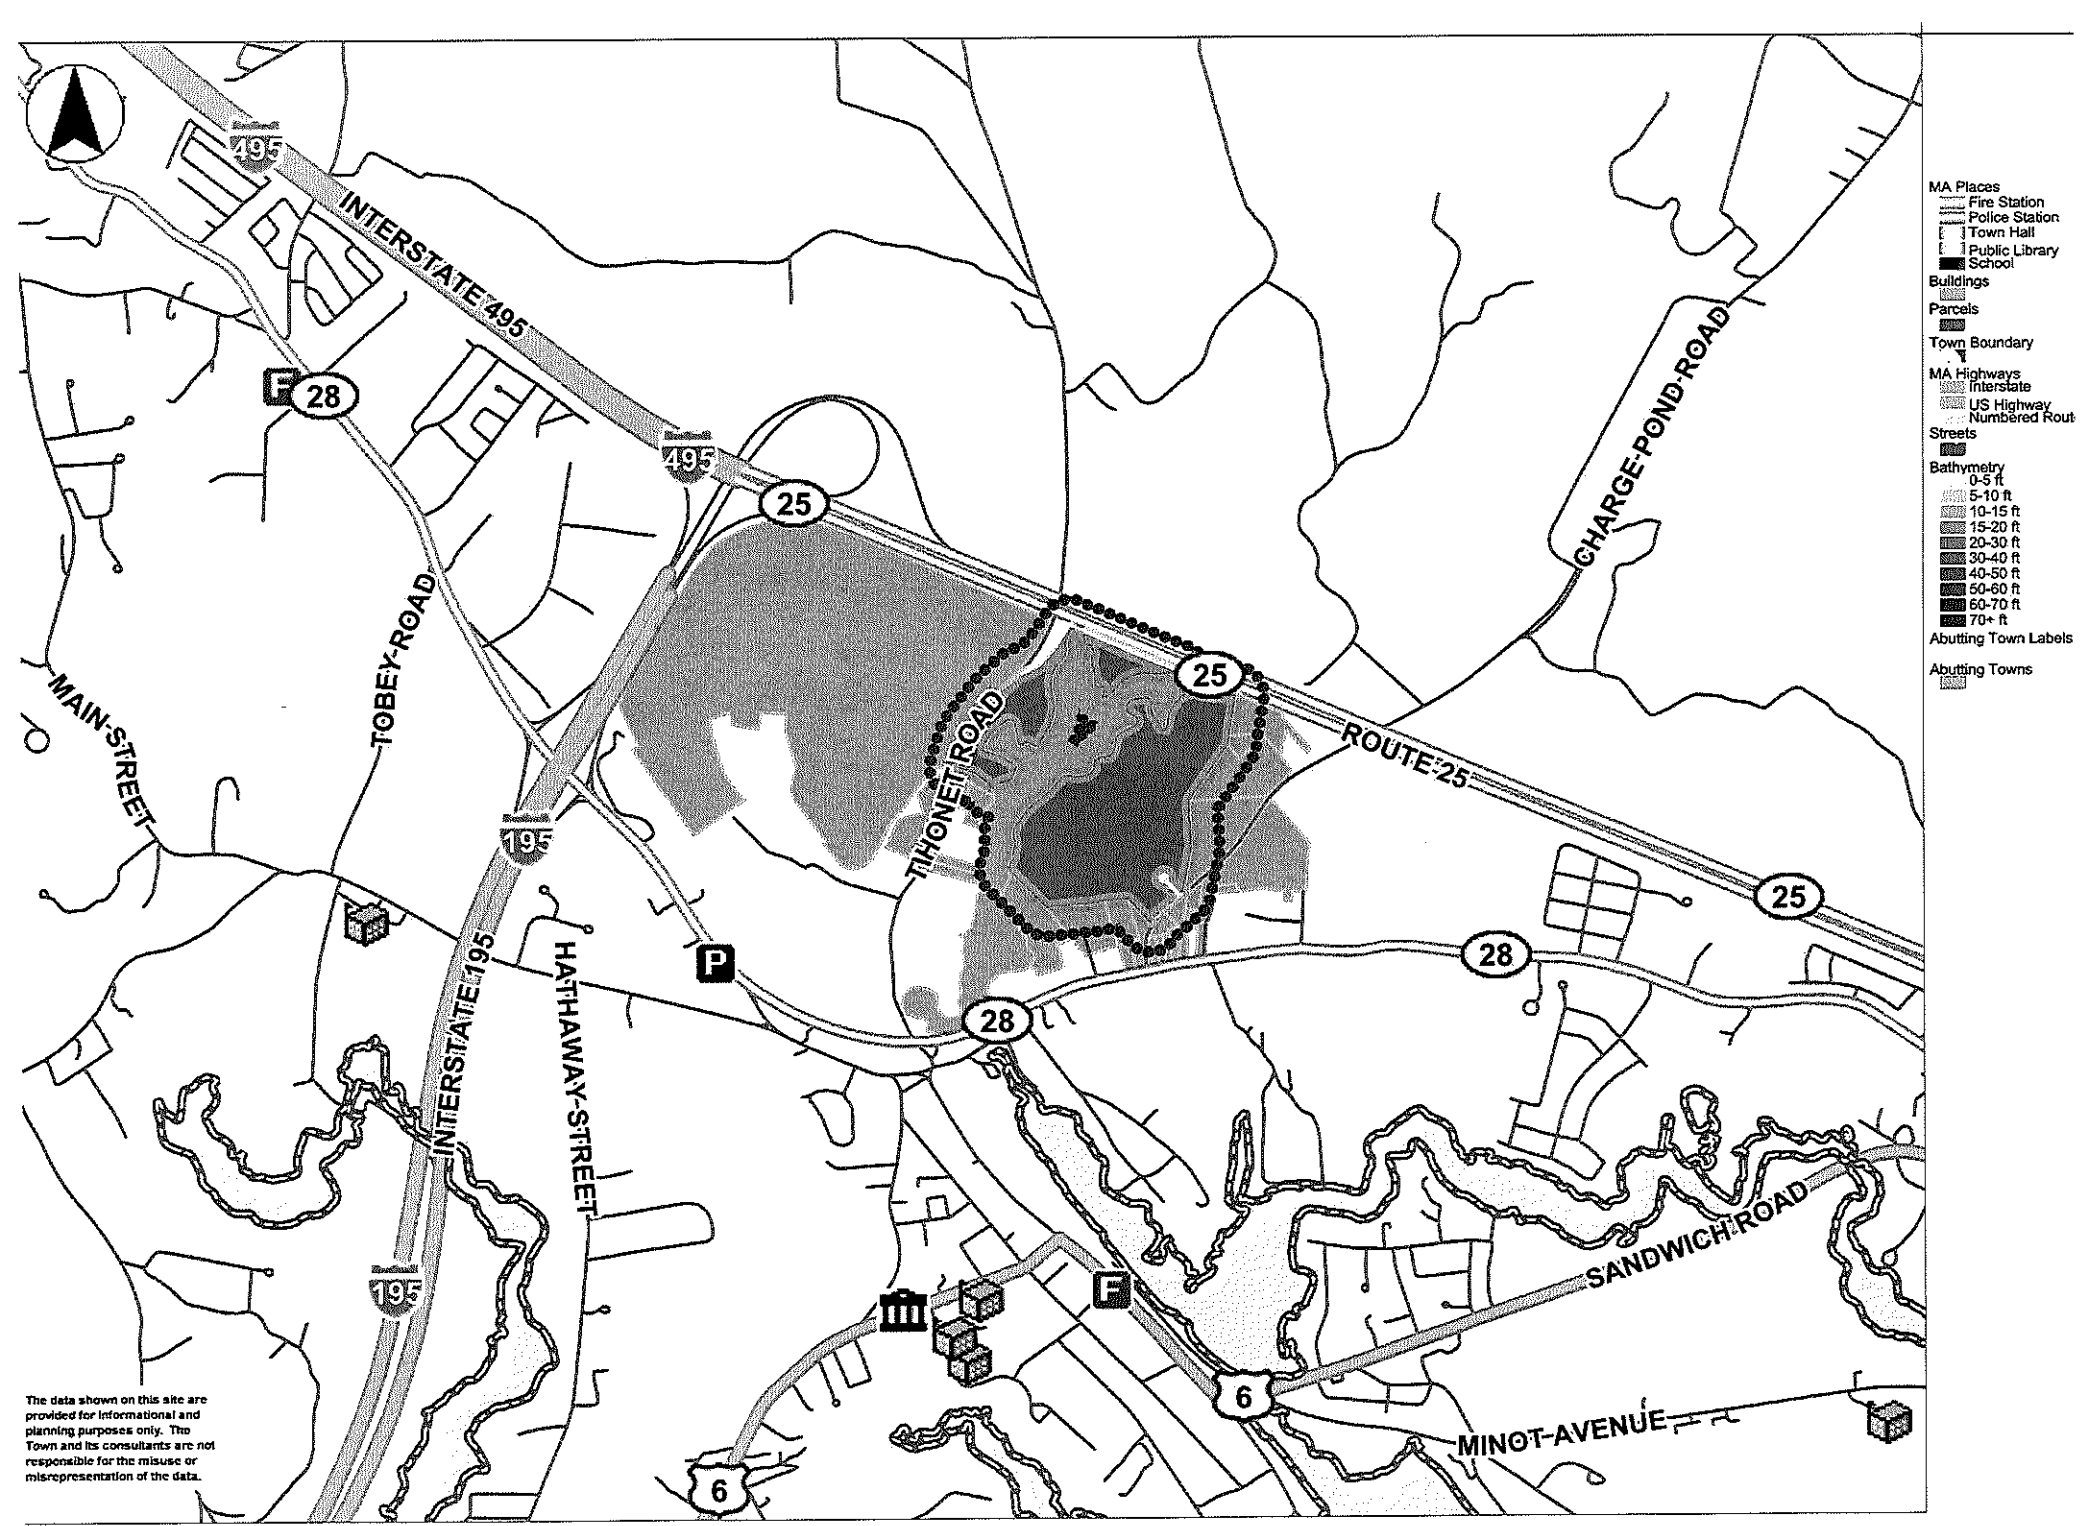 495
INTERSTATE 495
F
28
495
25
CHARGE-POND-ROAD
TOBEY-ROAD
MAIN-STREET
TIHONET ROAD
25
ROUTE-25
195
25
28
P
HATHAWAY-STREET
INTERSTATE 195
28
SANDWICH ROAD
195
F
6
MINOT-AVENUE
6
The data shown on this site are
provided for informational and
planning purposes only. The
Town and its consultants are not
responsible for the misuse or
misrepresentation of the data.
MA Places
Fire Station
Police Station
Town Hall
Public Library
School
Buildings
Parcels
Town Boundary
MA Highways
Interstate
US Highway
Numbered Rout
Streets
Bathymetry
0-5 ft
5-10 ft
10-15 ft
15-20 ft
20-30 ft
30-40 ft
40-50 ft
50-60 ft
60-70 ft
70+ ft
Abutting Town Labels
Abutting Towns